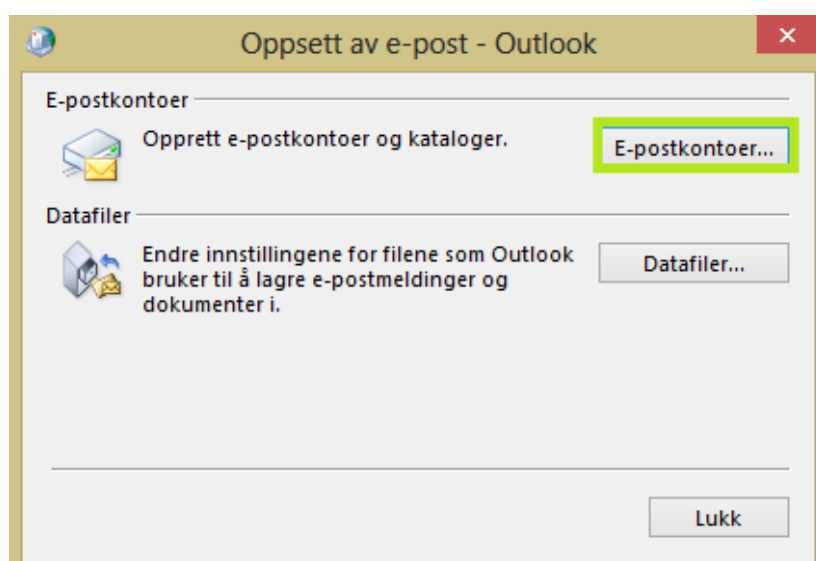 Oppsett av e-post - Outlook
E-postkontoer
Opprett e-postkontoer og kataloger.
E-postkontoer...
Datafiler
Endre innstillingene for filene som Outlook
bruker til å lagre e-postmeldinger og
dokumenter i.
Datafiler...
Lukk